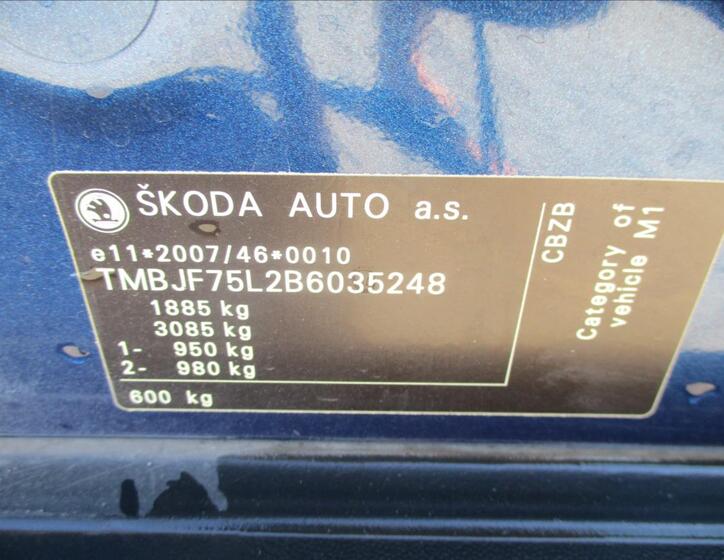 ŠKODA AUTO a.s.
e11*2007/46*0010
TMBJF75L2B6035248
1885 kg
3085 kg
1- 950 kg
2- 980 kg
600 kg
CBZB
Category of
vehicle M1